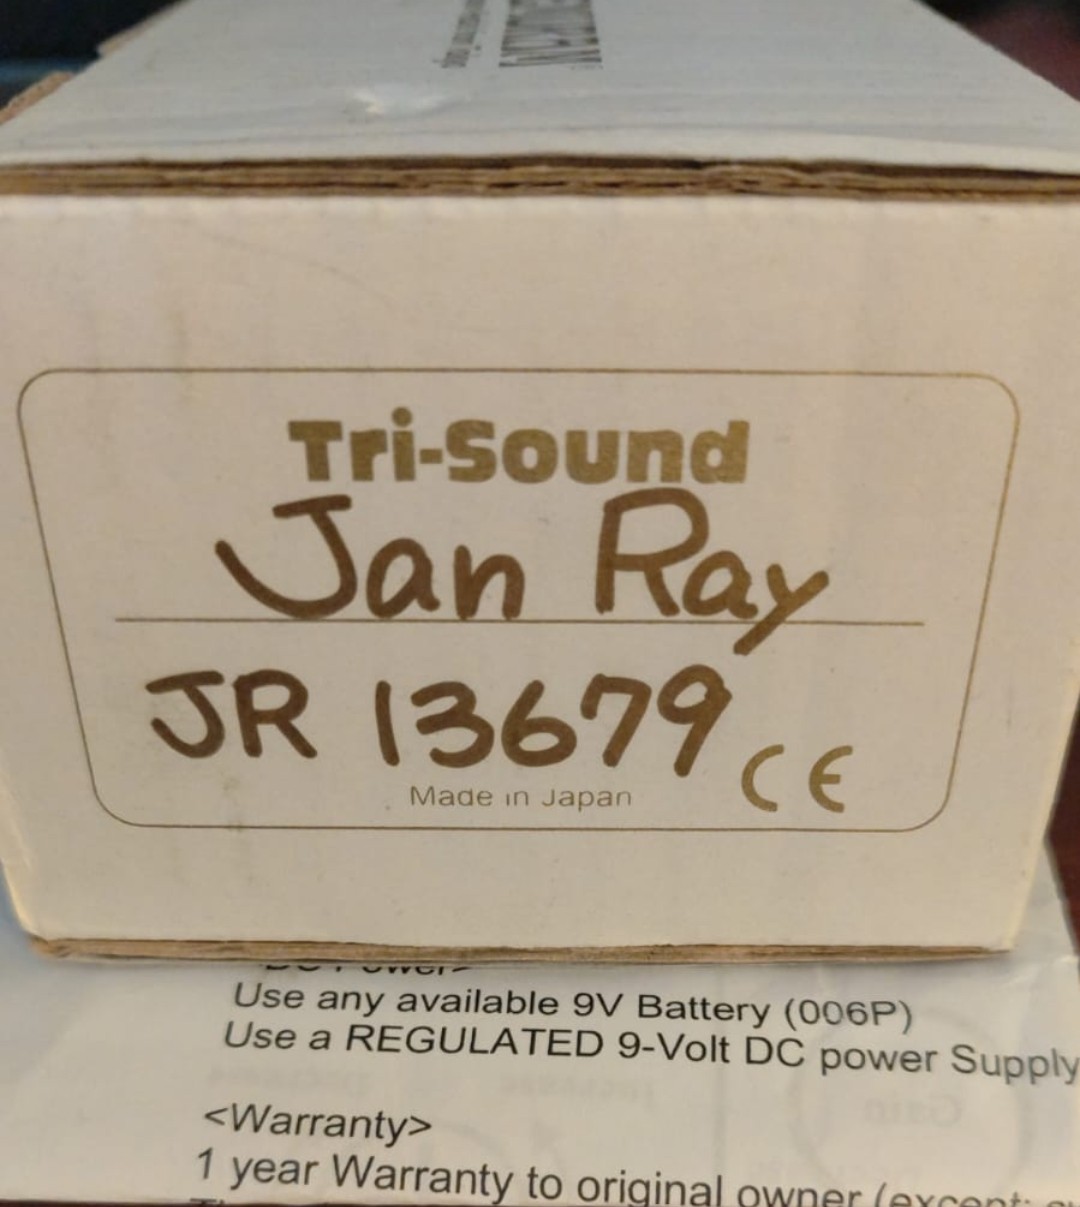 Tri-Sound
Jan Ray
JR 13679 CE
Made in Japan
Use any available 9V Battery (006P)
Use a REGULATED 9-Volt DC power Supply
<Warranty>
1 year Warranty to original owner (except: